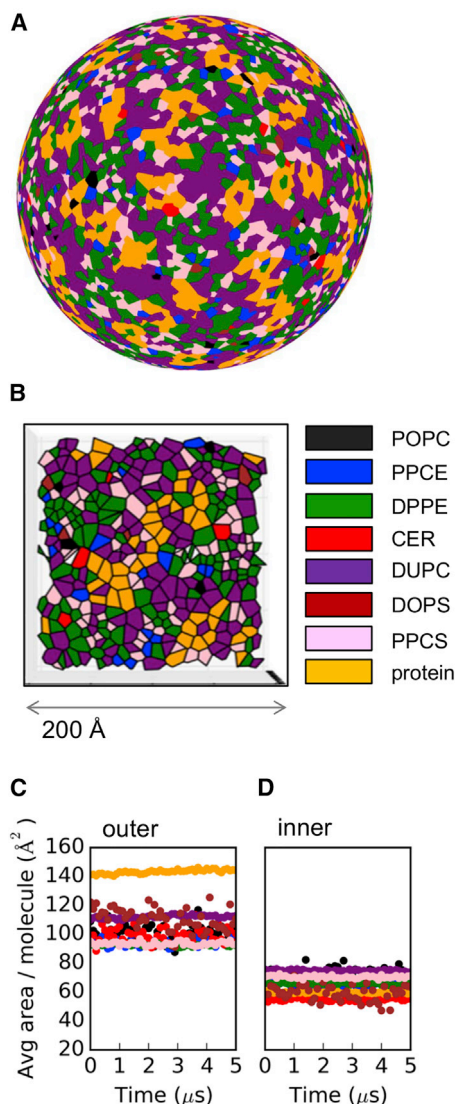 A
B
POPC
PPCE
DPPE
CER
DUPC
DOPS
PPCS
protein
200 Å
C D
outer inner
Avg area / molecule (Å²)
160
140
120
100
80
60
40
20
0 1 2 3 4 5 0 1 2 3 4 5
Time (μs) Time (μs)